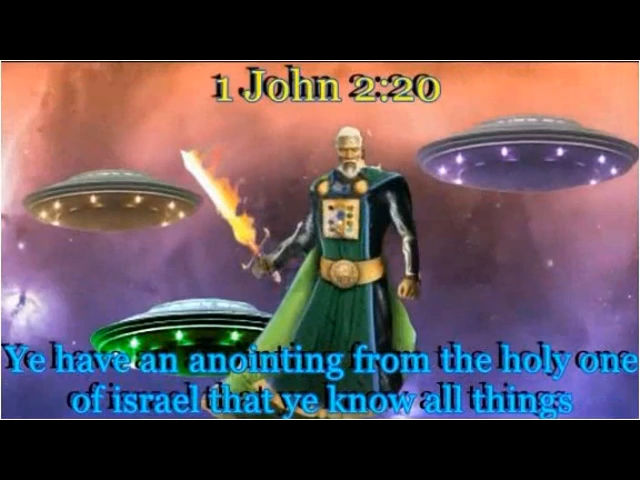 1 John 2:20
Ye have an anointing from the holy one
of israel that ye know all things